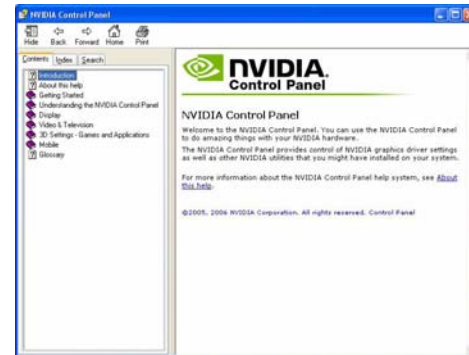 NVIDIA Control Panel
Hide Back Forward Home Print
Contents Index Search
Introduction
About this help
Getting Started
Understanding the NVIDIA Control Panel
Display
Video & Television
3D Settings - Games and Applications
Mobile
Glossary
NVIDIA.
Control Panel
NVIDIA Control Panel
Welcome to the NVIDIA Control Panel. You can use the NVIDIA Control Panel
to do amazing things with your NVIDIA hardware.
The NVIDIA Control Panel provides control of NVIDIA graphics driver settings
as well as other NVIDIA utilities that you might have installed on your system.
For more information about the NVIDIA Control Panel help system, see About
this help.
©2005, 2006 NVIDIA Corporation. All rights reserved. Control Panel